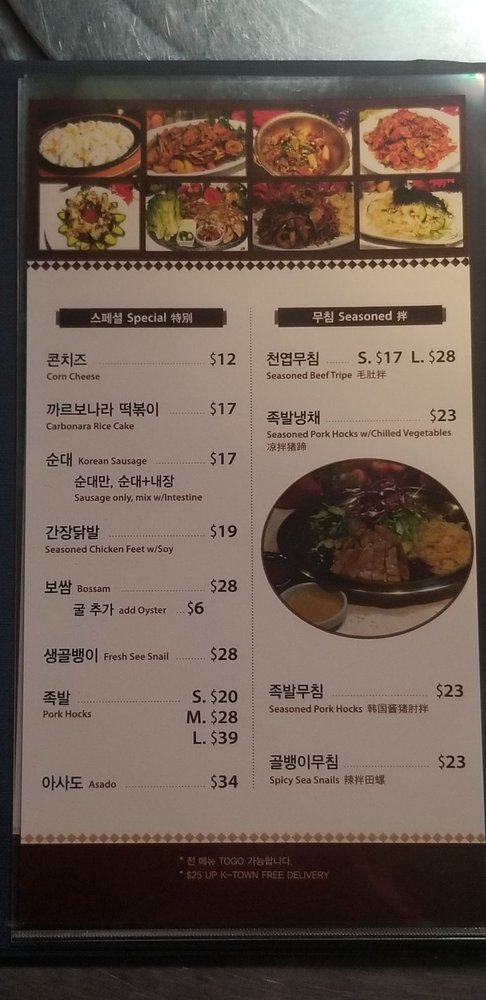 스페셜 Special 特別
콘치즈 $12
Corn Cheese
까르보나라 떡볶이 $17
Carbonara Rice Cake
순대 Korean Sausage $17
순대만, 순대+내장
Sausage only, mix w/Intestine
간장닭발 $19
Seasoned Chicken Feet w/Soy
보쌈 Bossam $28
굴 추가 add Oyster $6
생골뱅이 Fresh See Snail $28
족발 S. $20
Pork Hocks M. $28
L. $39
아사도 Asado $34
무침 Seasoned 拌
천엽무침 S. $17 L. $28
Seasoned Beef Tripe 毛肚拌
족발냉채 $23
Seasoned Pork Hocks w/Chilled Vegetables
凉拌猪蹄
족발무침 $23
Seasoned Pork Hocks 韩国酱猪肘拌
골뱅이무침 $23
Spicy Sea Snails 辣拌田螺
* 전 메뉴 TOGO 가능합니다.
* $25 UP K-TOWN FREE DELIVERY